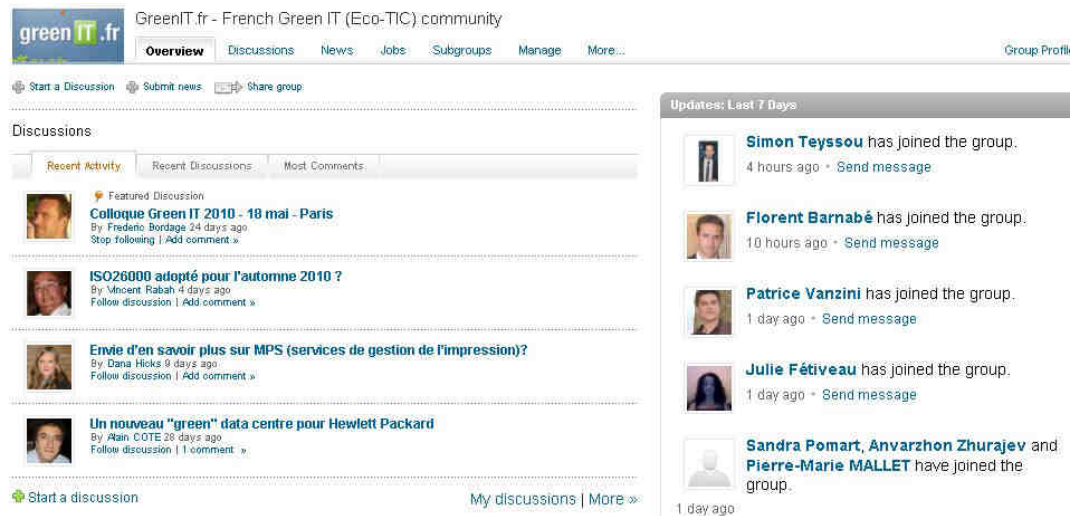 green IT .fr
GreenIT.fr - French Green IT (Eco-TIC) community
Overview Discussions News Jobs Subgroups Manage More... Group Profile
Start a Discussion Submit news Share group
Discussions
Recent Activity Recent Discussions Most Comments
Featured Discussion
Colloque Green IT 2010 - 18 mai - Paris
By Frederic Bordage 24 days ago
Stop following | Add comment »
ISO26000 adopté pour l'automne 2010 ?
By Vincent Rabah 4 days ago
Follow discussion | Add comment »
Envie d'en savoir plus sur MPS (services de gestion de l'impression)?
By Dana Hicks 9 days ago
Follow discussion | Add comment »
Un nouveau "green" data centre pour Hewlett Packard
By Alain COTE 28 days ago
Follow discussion | 1 comment »
Start a discussion
My discussions | More »
Updates: Last 7 Days
Simon Teyssou has joined the group.
4 hours ago • Send message
Florent Barnabé has joined the group.
10 hours ago • Send message
Patrice Vanzini has joined the group.
1 day ago • Send message
Julie Fétiveau has joined the group.
1 day ago • Send message
Sandra Pomart, Anvarzhon Zhurajev and
Pierre-Marie MALLET have joined the
group.
1 day ago